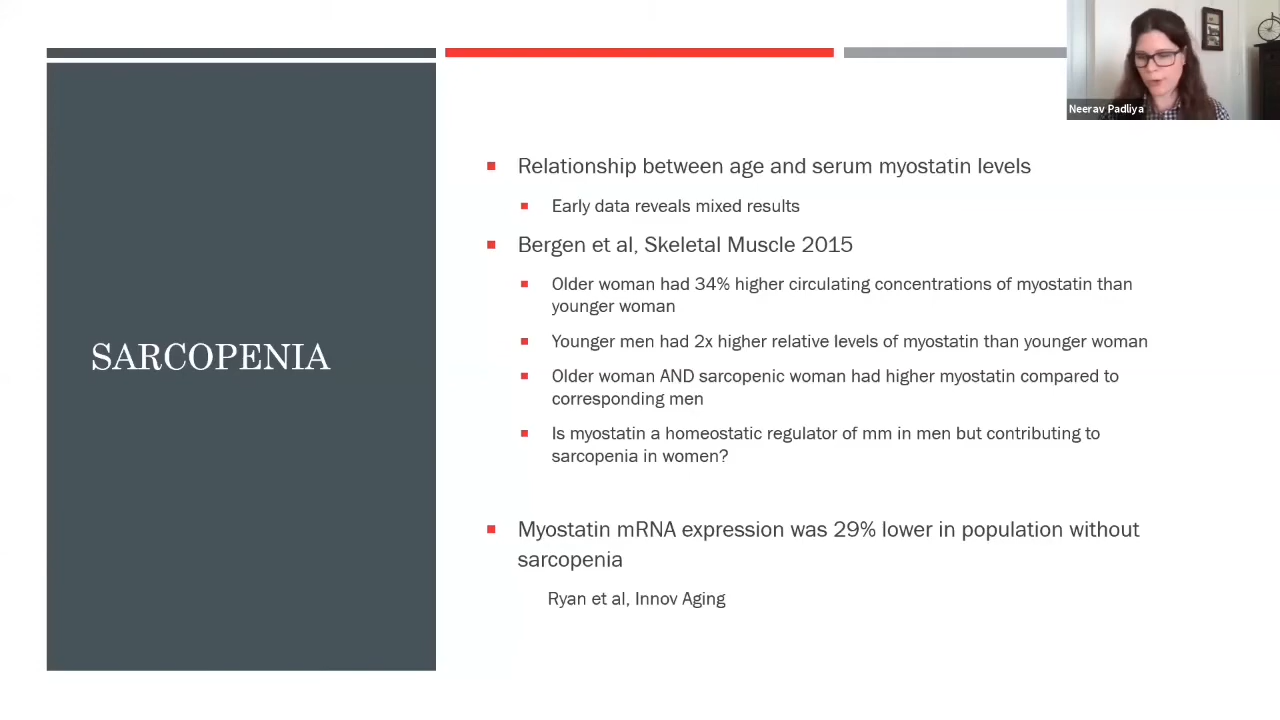 Neerav Padliya
SARCOPENIA
Relationship between age and serum myostatin levels
Early data reveals mixed results
Bergen et al, Skeletal Muscle 2015
Older woman had 34% higher circulating concentrations of myostatin than
younger woman
Younger men had 2x higher relative levels of myostatin than younger woman
Older woman AND sarcopenic woman had higher myostatin compared to
corresponding men
Is myostatin a homeostatic regulator of mm in men but contributing to
sarcopenia in women?
Myostatin mRNA expression was 29% lower in population without
sarcopenia
Ryan et al, Innov Aging